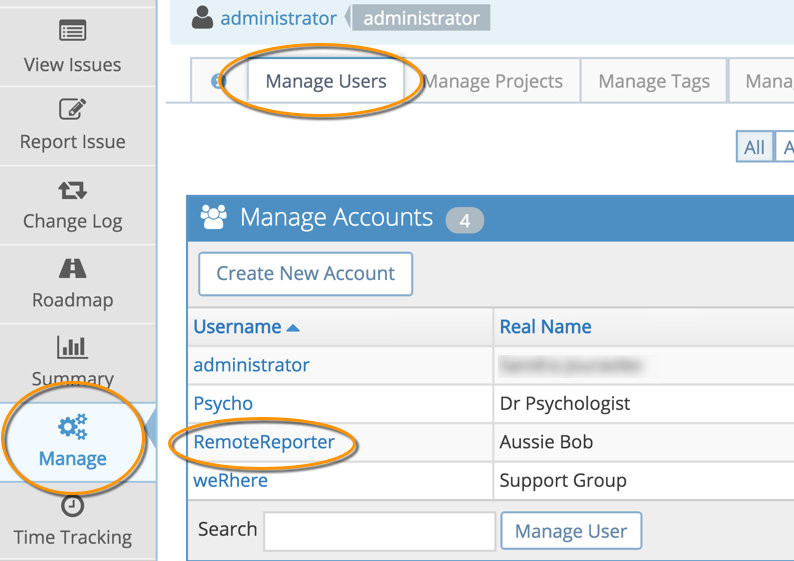 administrator administrator
View Issues
Report Issue
Change Log
Roadmap
Summary
Manage
Time Tracking
Manage Users Manage Projects Manage Tags Mana
All A
Manage Accounts 4
Create New Account
Username Real Name
administrator
Psycho Dr Psychologist
RemoteReporter Aussie Bob
weRhere Support Group
Search Manage User